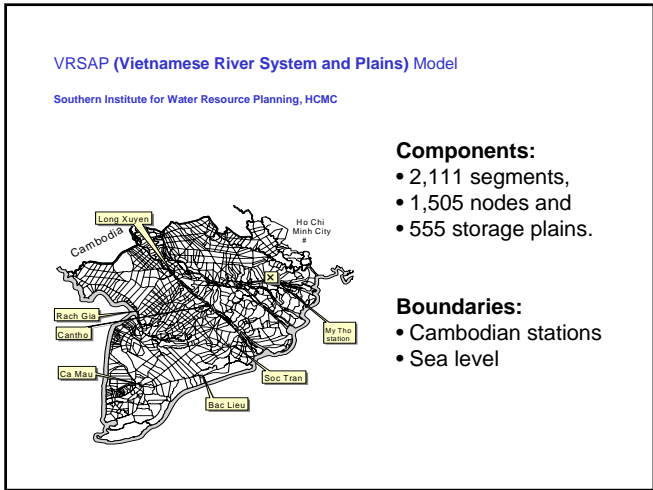 VRSAP (Vietnamese River System and Plains) Model
Southern Institute for Water Resource Planning, HCMC
Components:
• 2,111 segments,
• 1,505 nodes and
• 555 storage plains.
Boundaries:
• Cambodian stations
• Sea level
Long Xuyen
Cambodia
Ho Chi
Minh City
#
Rach Gia
Cantho
My Tho
station
Ca Mau
Soc Tran
Bac Lieu